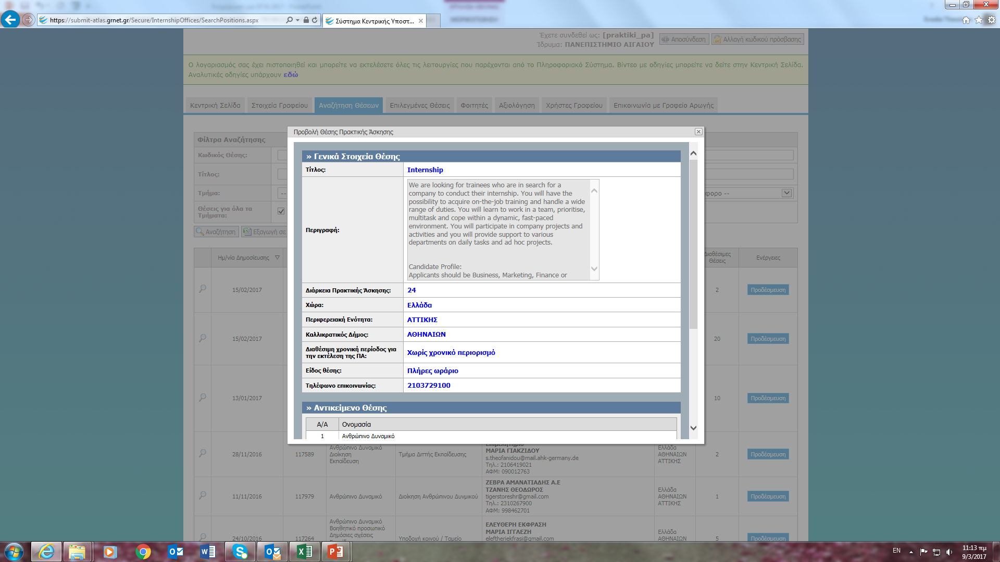 https://submit-atlas.grnet.gr/Secure/InternshipOffices/SearchPositions.aspx
Σύστημα Κεντρικής Υποστ...
Έχετε συνδεθεί ως: [praktiki_pa]
Ίδρυμα: ΠΑΝΕΠΙΣΤΗΜΙΟ ΑΙΓΑΙΟΥ
Αποσύνδεση
Αλλαγή κωδικού πρόσβασης
Ο λογαριασμός σας έχει πιστοποιηθεί και μπορείτε να εκτελέσετε όλες τις λειτουργίες που παρέχονται από το Πληροφοριακό Σύστημα. Βίντεο με οδηγίες μπορείτε να δείτε στην Κεντρική Σελίδα.
Αναλυτικές οδηγίες υπάρχουν εδώ
Κεντρική Σελίδα Στοιχεία Γραφείου Αναζήτηση Θέσεων Επιλεγμένες Θέσεις Φοιτητές Αξιολόγηση Χρήστες Γραφείου Επικοινωνία με Γραφείο Αρωγής
Φίλτρα Αναζήτησης
Κωδικός Θέσης:
Τίτλος:
Τμήμα: --
φορο --
Θέσεις για όλα τα
Τμήματα:
Αναζήτηση
Εξαγωγή σε
Προβολή Θέσης Πρακτικής Άσκησης
» Γενικά Στοιχεία Θέσης
Τίτλος: Internship
Περιγραφή:
We are looking for trainees who are in search for a
company to conduct their internship. You will have the
possibility to acquire on-the-job training and handle a wide
range of duties. You will learn to work in a team, prioritise,
multitask and cope within a dynamic, fast-paced
environment. You will participate in company projects and
activities and you will provide support to various
departments on daily tasks and ad hoc projects.
Candidate Profile:
Applicants should be Business, Marketing, Finance or
Διάρκεια Πρακτικής Άσκησης: 24
Χώρα: Ελλάδα
Περιφερειακή Ενότητα: ΑΤΤΙΚΗΣ
Καλλικρατικός Δήμος: ΑΘΗΝΑΙΩΝ
Διαθέσιμη χρονική περίοδος για
την εκτέλεση της ΠΑ: Χωρίς χρονικό περιορισμό
Είδος θέσης: Πλήρες ωράριο
Τηλέφωνο επικοινωνίας: 2103729100
» Αντικείμενο Θέσης
Α/Α Ονομασία
1 Ανθρώπινο Δυναμικό
Ημ/νία Δημοσίευσης
Διαθέσιμες
Θέσεις
Ενέργειες
15/02/2017 2 Προδέσμευση
15/02/2017 20 Προδέσμευση
13/01/2017 10 Προδέσμευση
28/11/2016 117589
Ανθρώπινο Δυναμικό
Διοίκηση
Εκπαίδευση
Τμήμα Διττής Εκπαίδευσης
Επιμελητήριο
ΜΑΡΙΑ ΓΙΑΚΖΙΔΟΥ
s.theofanidou@mail.ahk-germany.de
Τηλ.: 2106419021
ΑΦΜ: 090012763
Ελλάδα
ΑΘΗΝΑΙΩΝ
ΑΤΤΙΚΗΣ
2 Προδέσμευση
11/11/2016 117979 Ανθρώπινο Δυναμικό Διοίκηση Ανθρώπινου Δυνμικού
ΖΕΒΡΑ ΑΜΑΝΑΤΙΑΔΗΣ Α.Ε
ΤΖΑΝΗΣ ΘΕΟΔΩΡΟΣ
tigerstoreshr@gmail.com
Τηλ.: 2310267900
ΑΦΜ: 998462701
Ελλάδα
ΑΘΗΝΑΙΩΝ
ΑΤΤΙΚΗΣ
1 Προδέσμευση
24/10/2016 117264
Ανθρώπινο Δυναμικό
Βοηθητικό προσωπικό
Δημόσιες σχέσεις
Υποδοχή κοινού / Ταμείο
ΕΛΕΥΘΕΡΗ ΕΚΦΡΑΣΗ
ΜΑΡΙΑ ΙΓΓΛΕΖΗ
eleftheriekfrasi@gmail.com
Ελλάδα
ΑΘΗΝΑΙΩΝ
5 Προδέσμευση
EN
11:13 πμ
9/3/2017